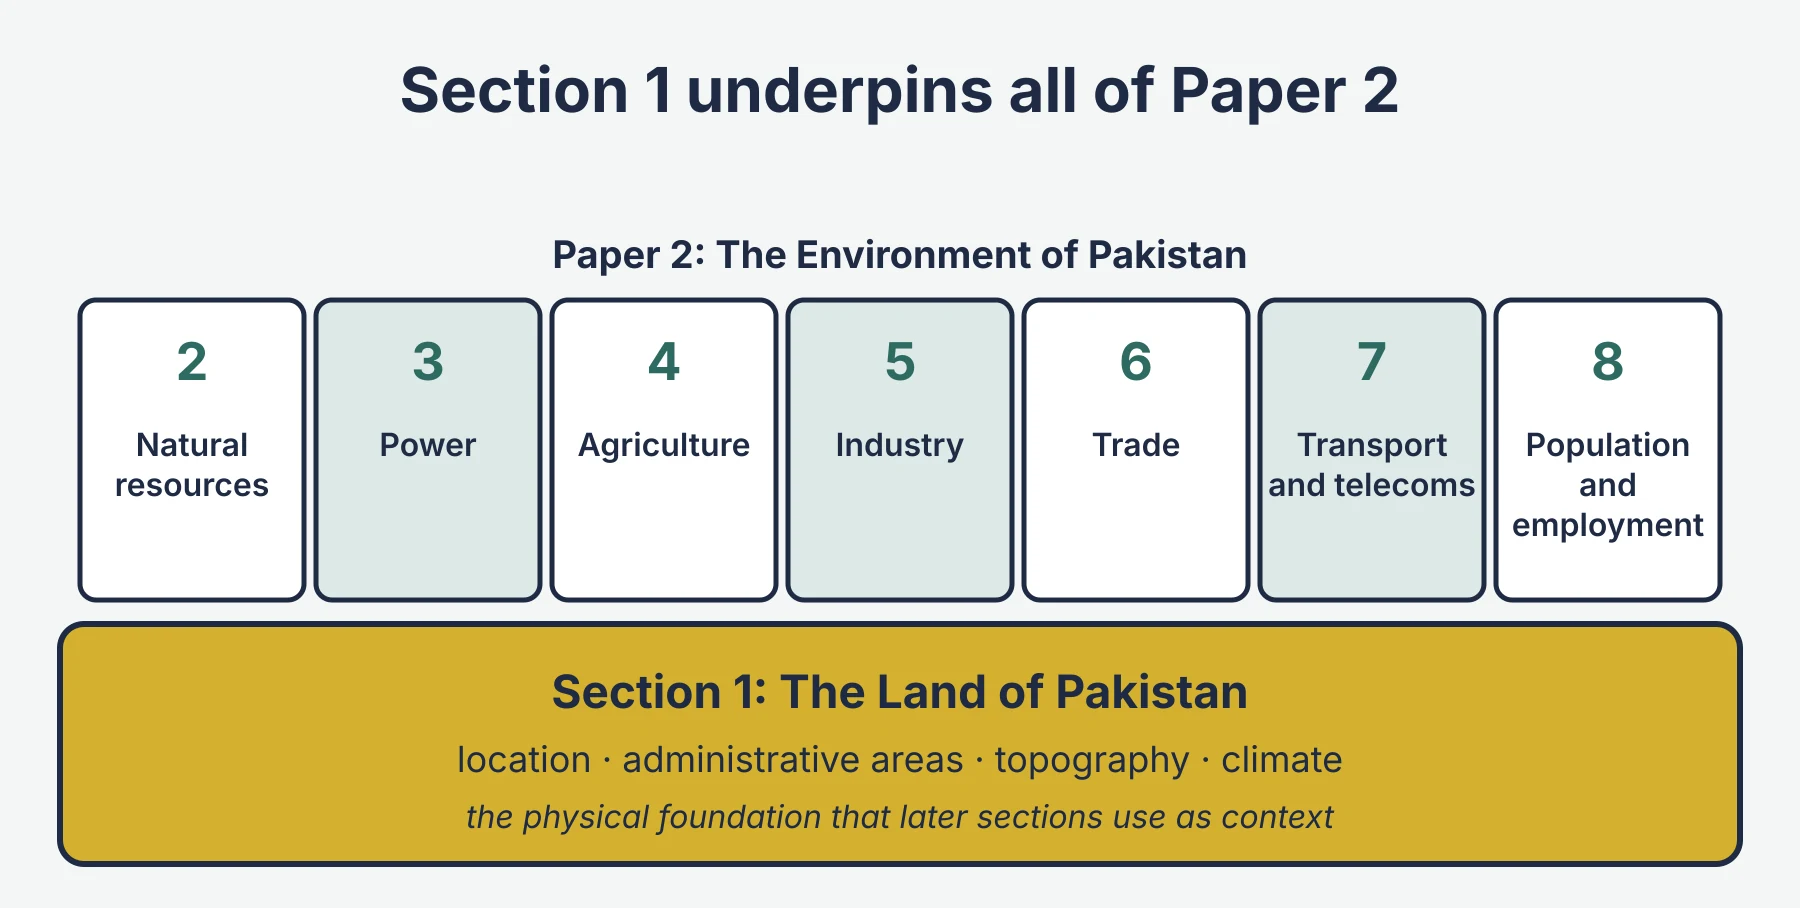 Section 1 underpins all of Paper 2
Paper 2: The Environment of Pakistan
2
Natural
resources
3
Power
4
Agriculture
5
Industry
6
Trade
7
Transport
and telecoms
8
Population
and
employment
Section 1: The Land of Pakistan
location · administrative areas · topography · climate
the physical foundation that later sections use as context